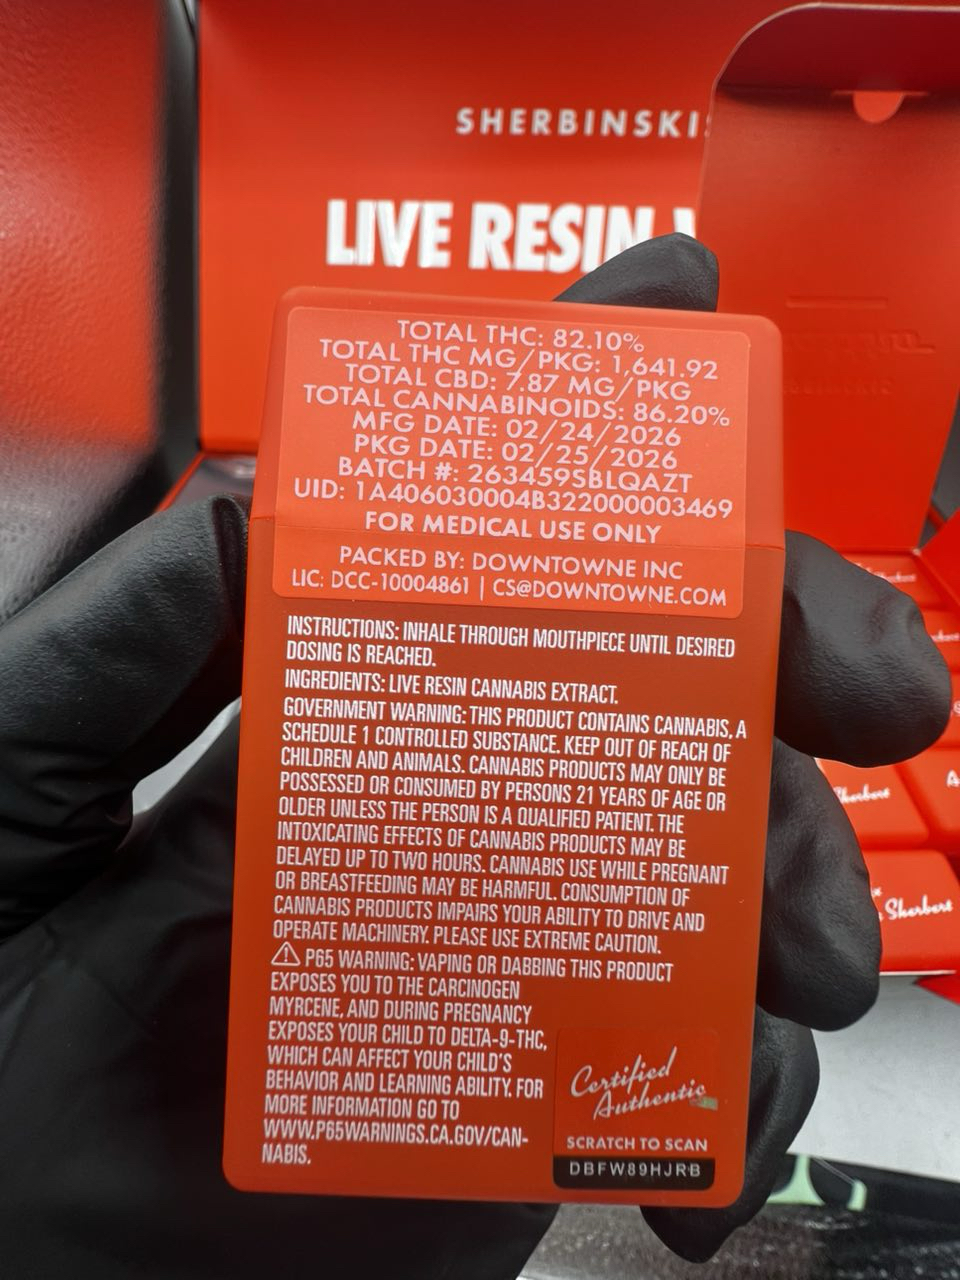 SHERBINSKI
LIVE RESIN
TOTAL THC: 82.10%
TOTAL THC MG/PKG: 1,641.92
TOTAL CBD: 7.87 MG/PKG
TOTAL CANNABINOIDS: 86.20%
MFG DATE: 02/24/2026
PKG DATE: 02/25/2026
BATCH #: 263459SBLQAZT
UID: 1A406030004B322000003469
FOR MEDICAL USE ONLY
PACKED BY: DOWNTOWNE INC
LIC: DCC-10004861 | CS@DOWNTOWNE.COM
INSTRUCTIONS: INHALE THROUGH MOUTHPIECE UNTIL DESIRED
DOSING IS REACHED.
INGREDIENTS: LIVE RESIN CANNABIS EXTRACT.
GOVERNMENT WARNING: THIS PRODUCT CONTAINS CANNABIS, A
SCHEDULE 1 CONTROLLED SUBSTANCE. KEEP OUT OF REACH OF
CHILDREN AND ANIMALS. CANNABIS PRODUCTS MAY ONLY BE
POSSESSED OR CONSUMED BY PERSONS 21 YEARS OF AGE OR
OLDER UNLESS THE PERSON IS A QUALIFIED PATIENT. THE
INTOXICATING EFFECTS OF CANNABIS PRODUCTS MAY BE
DELAYED UP TO TWO HOURS. CANNABIS USE WHILE PREGNANT
OR BREASTFEEDING MAY BE HARMFUL. CONSUMPTION OF
CANNABIS PRODUCTS IMPAIRS YOUR ABILITY TO DRIVE AND
OPERATE MACHINERY. PLEASE USE EXTREME CAUTION.
P65 WARNING: VAPING OR DABBING THIS PRODUCT
EXPOSES YOU TO THE CARCINOGEN
MYRCENE, AND DURING PREGNANCY
EXPOSES YOUR CHILD TO DELTA-9-THC,
WHICH CAN AFFECT YOUR CHILD'S
BEHAVIOR AND LEARNING ABILITY. FOR
MORE INFORMATION GO TO
WWW.P65WARNINGS.CA.GOV/CAN-
NABIS.
Certified
Authentic
SCRATCH TO SCAN
DBFW89HJRB
Sherbert
Sherbert